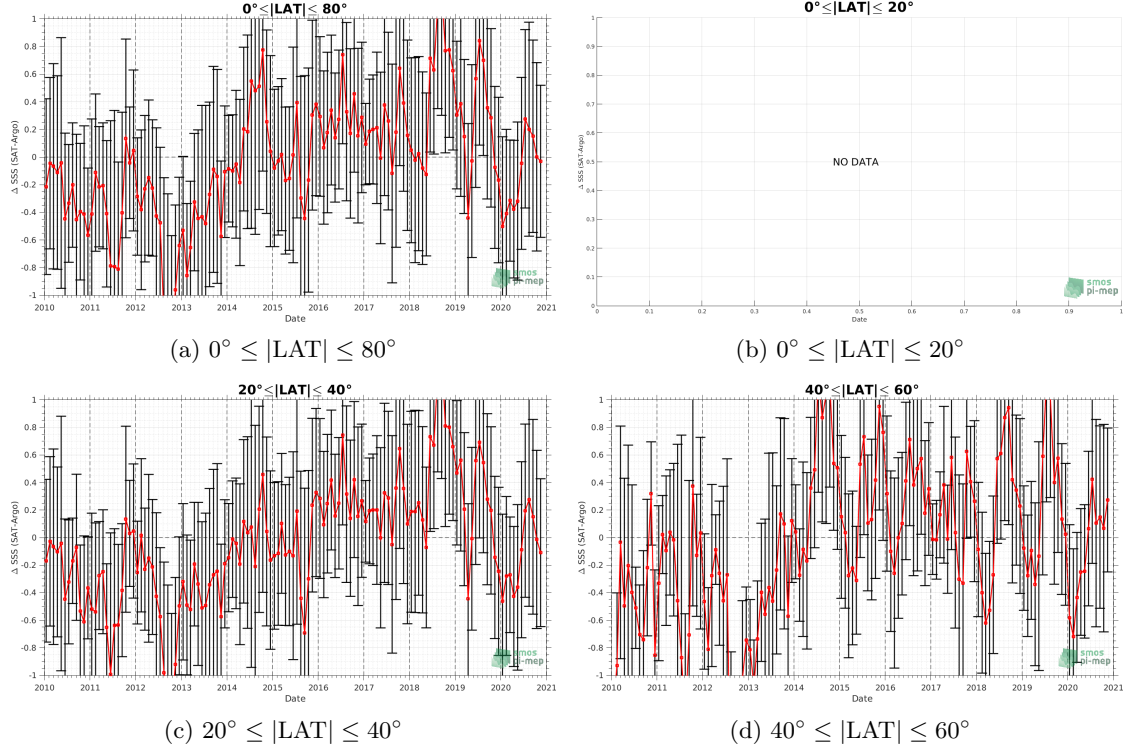 0°≤|LAT|≤ 80°
1
0.8
0.6
0.4
0.2
0
-0.2
-0.4
-0.6
-0.8
-1
Δ SSS (SAT-Argo)
2010 2011 2012 2013 2014 2015 2016 2017 2018 2019 2020 2021
Date
smos
pi-mep
(a) 0° ≤ |LAT| ≤ 80°
0°≤|LAT|≤ 20°
1
0.9
0.8
0.7
0.6
0.5
0.4
0.3
0.2
0.1
0
Δ SSS (SAT-Argo)
NO DATA
0 0.1 0.2 0.3 0.4 0.5 0.6 0.7 0.8 0.9 1
Date
smos
pi-mep
(b) 0° ≤ |LAT| ≤ 20°
20°≤|LAT|≤ 40°
1
0.8
0.6
0.4
0.2
0
-0.2
-0.4
-0.6
-0.8
-1
Δ SSS (SAT-Argo)
2010 2011 2012 2013 2014 2015 2016 2017 2018 2019 2020 2021
Date
smos
pi-mep
(c) 20° ≤ |LAT| ≤ 40°
40°≤|LAT|≤ 60°
1
0.8
0.6
0.4
0.2
0
-0.2
-0.4
-0.6
-0.8
-1
Δ SSS (SAT-Argo)
2010 2011 2012 2013 2014 2015 2016 2017 2018 2019 2020 2021
Date
smos
pi-mep
(d) 40° ≤ |LAT| ≤ 60°